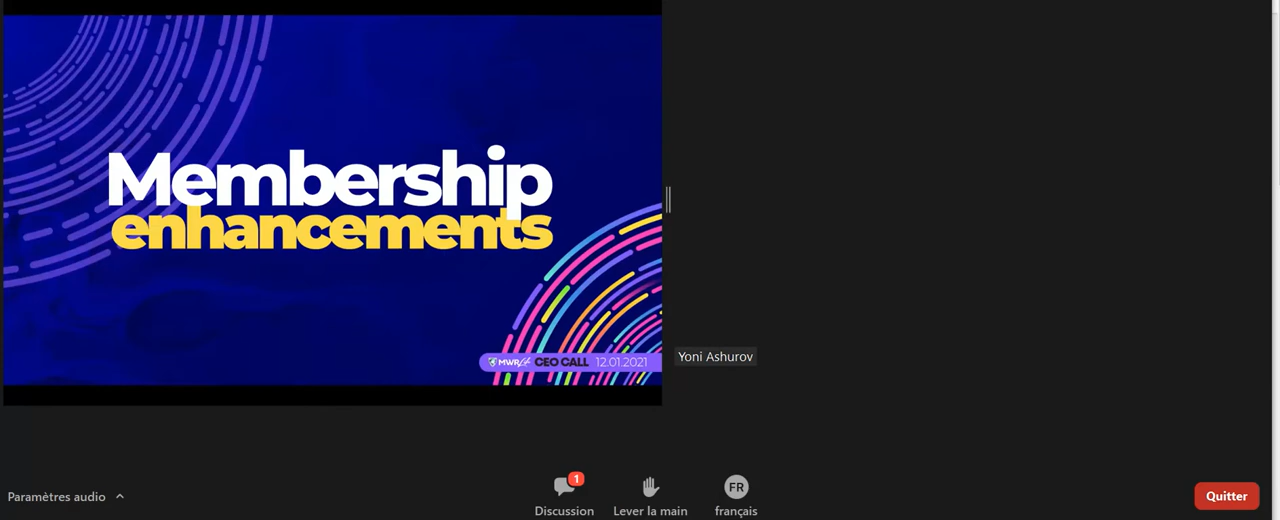 Membership
enhancements
MWR Life CEO CALL 12.01.2021
Yoni Ashurov
Paramètres audio
1
Discussion
Lever la main
FR
français
Quitter